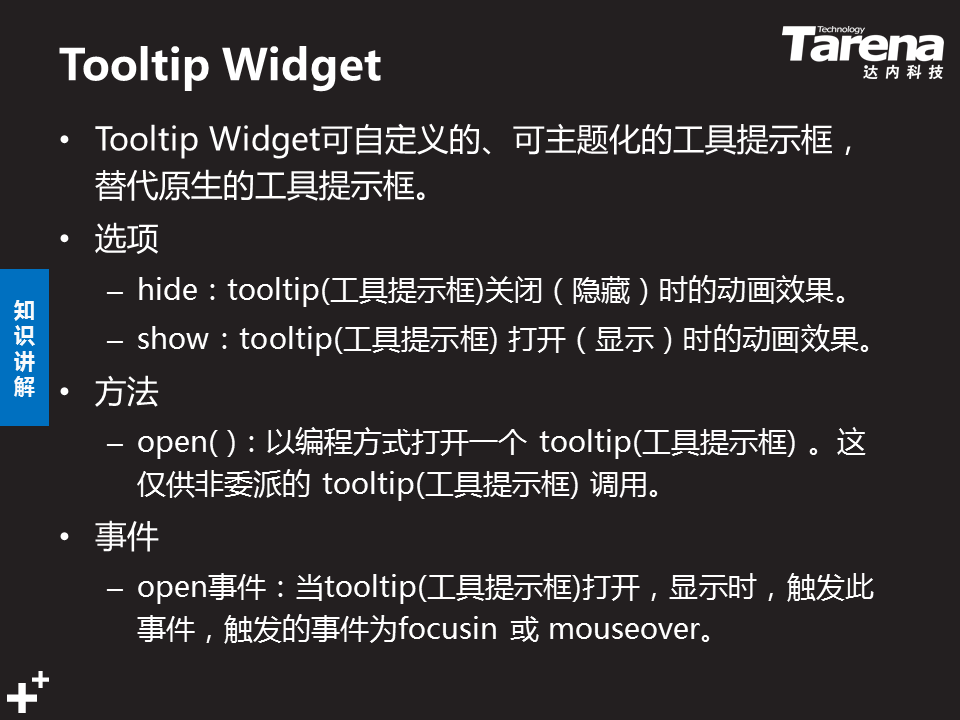 Tooltip Widget
Technology
Tarena
达内科技
• Tooltip Widget可自定义的、可主题化的工具提示框，
替代原生的工具提示框。
• 选项
– hide：tooltip(工具提示框)关闭（隐藏）时的动画效果。
– show：tooltip(工具提示框) 打开（显示）时的动画效果。
知识讲解
• 方法
– open( )：以编程方式打开一个 tooltip(工具提示框) 。这
仅供非委派的 tooltip(工具提示框) 调用。
• 事件
– open事件：当tooltip(工具提示框)打开，显示时，触发此
事件，触发的事件为focusin 或 mouseover。